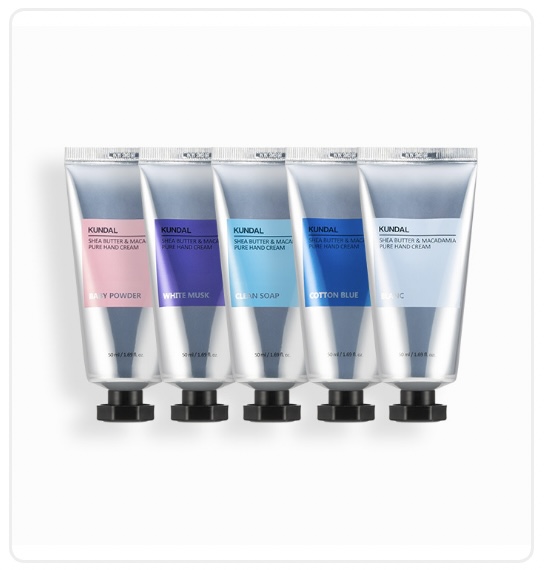 KUNDAL
SHEA BUTTER & MACA
PURE HAND CREAM
BABY POWDER
50 ml / 1.69 fl. oz
KUNDAL
SHEA BUTTER & MACA
PURE HAND CREAM
WHITE MUSK
50 ml / 1.69 fl. oz
KUNDAL
SHEA BUTTER & MACA
PURE HAND CREAM
CLEAN SOAP
50 ml / 1.69 fl. oz
KUNDAL
SHEA BUTTER & MACA
PURE HAND CREAM
COTTON BLUE
50 ml / 1.69 fl. oz
KUNDAL
SHEA BUTTER & MACADAMIA
PURE HAND CREAM
50 ml / 1.69 fl. oz